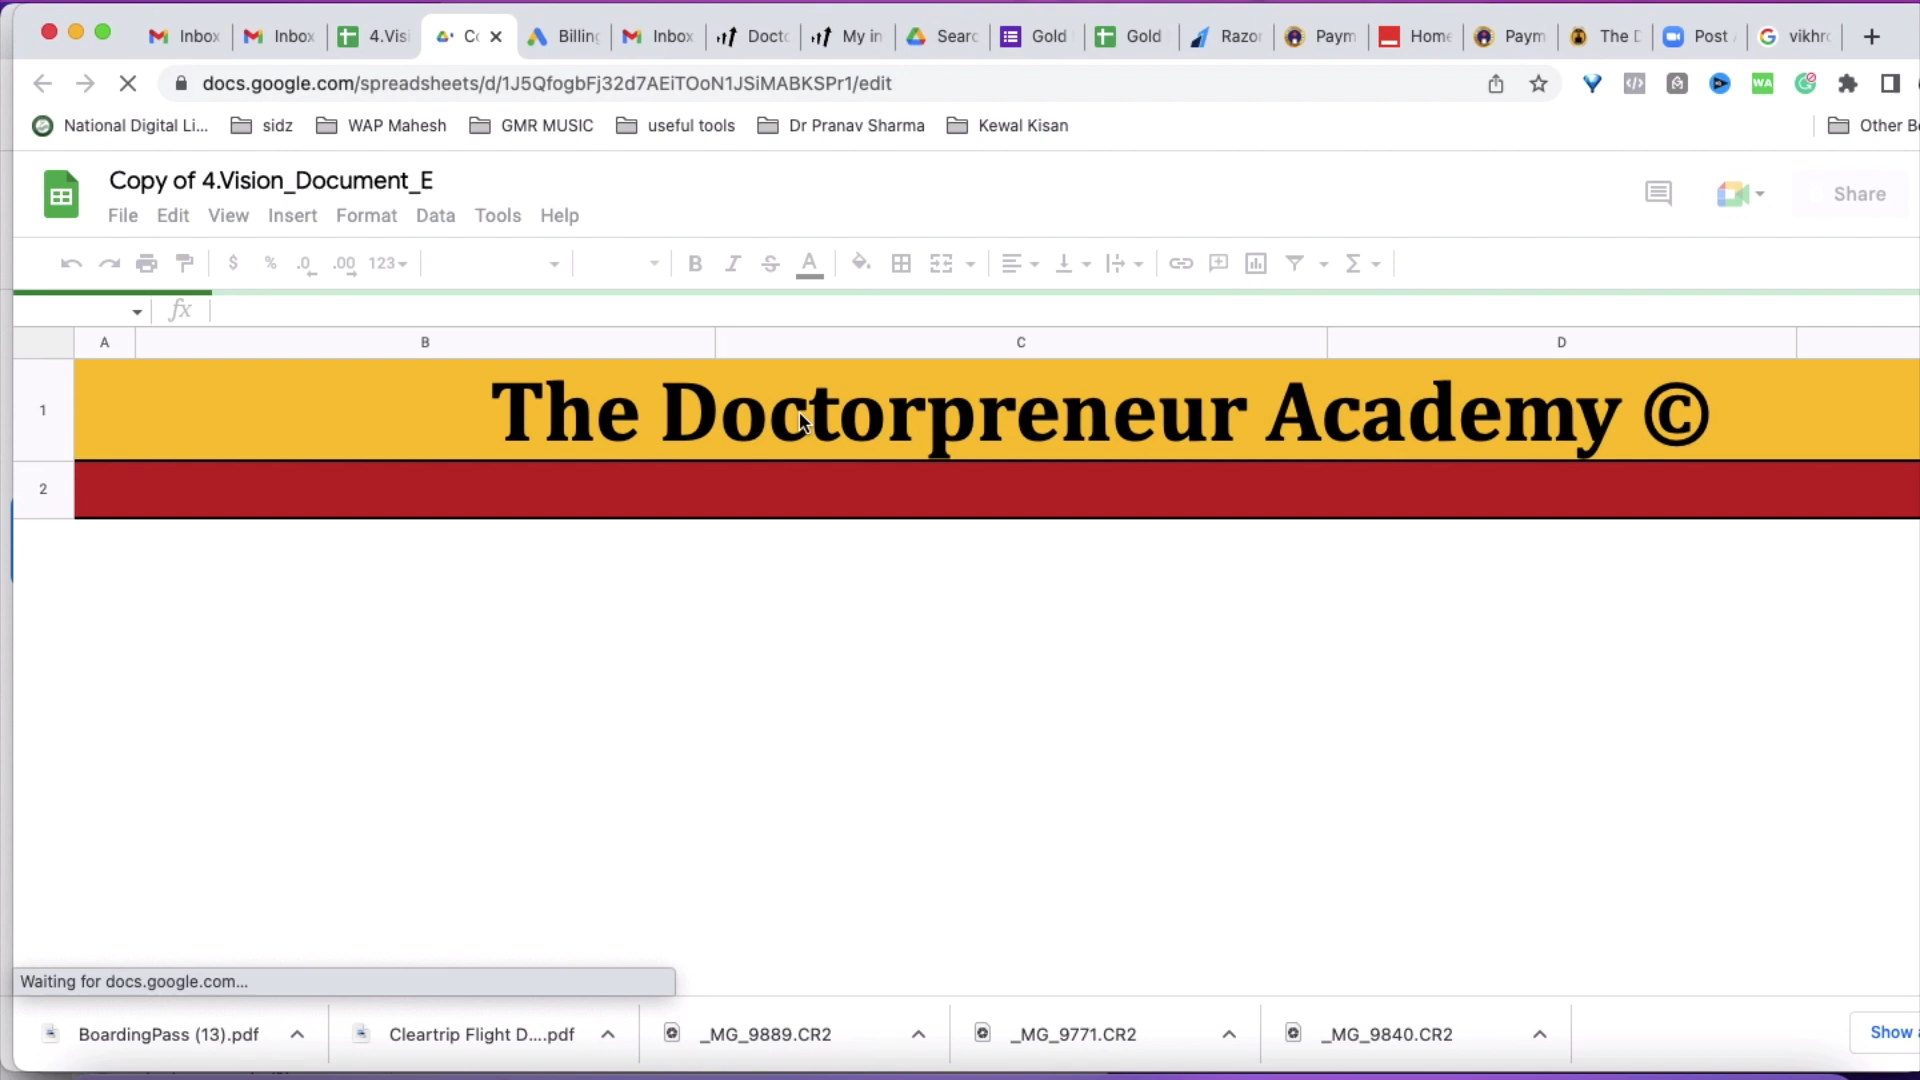 Inbox Inbox 4.Visi Co Billing Inbox Docto My in Searc Gold Gold Razor Paym Home Paym The D Post vikhro
docs.google.com/spreadsheets/d/1J5QfogbFj32d7AEiTOoN1JSiMABKSPr1/edit
National Digital Li... sidz WAP Mahesh GMR MUSIC useful tools Dr Pranav Sharma Kewal Kisan Other B
Copy of 4.Vision_Document_E
File Edit View Insert Format Data Tools Help
Share
$ % .0 .00 123 B I S A Σ
fx
A B C D
1 The Doctorpreneur Academy ©
2
Waiting for docs.google.com...
BoardingPass (13).pdf Cleartrip Flight D....pdf _MG_9889.CR2 _MG_9771.CR2 _MG_9840.CR2 Show